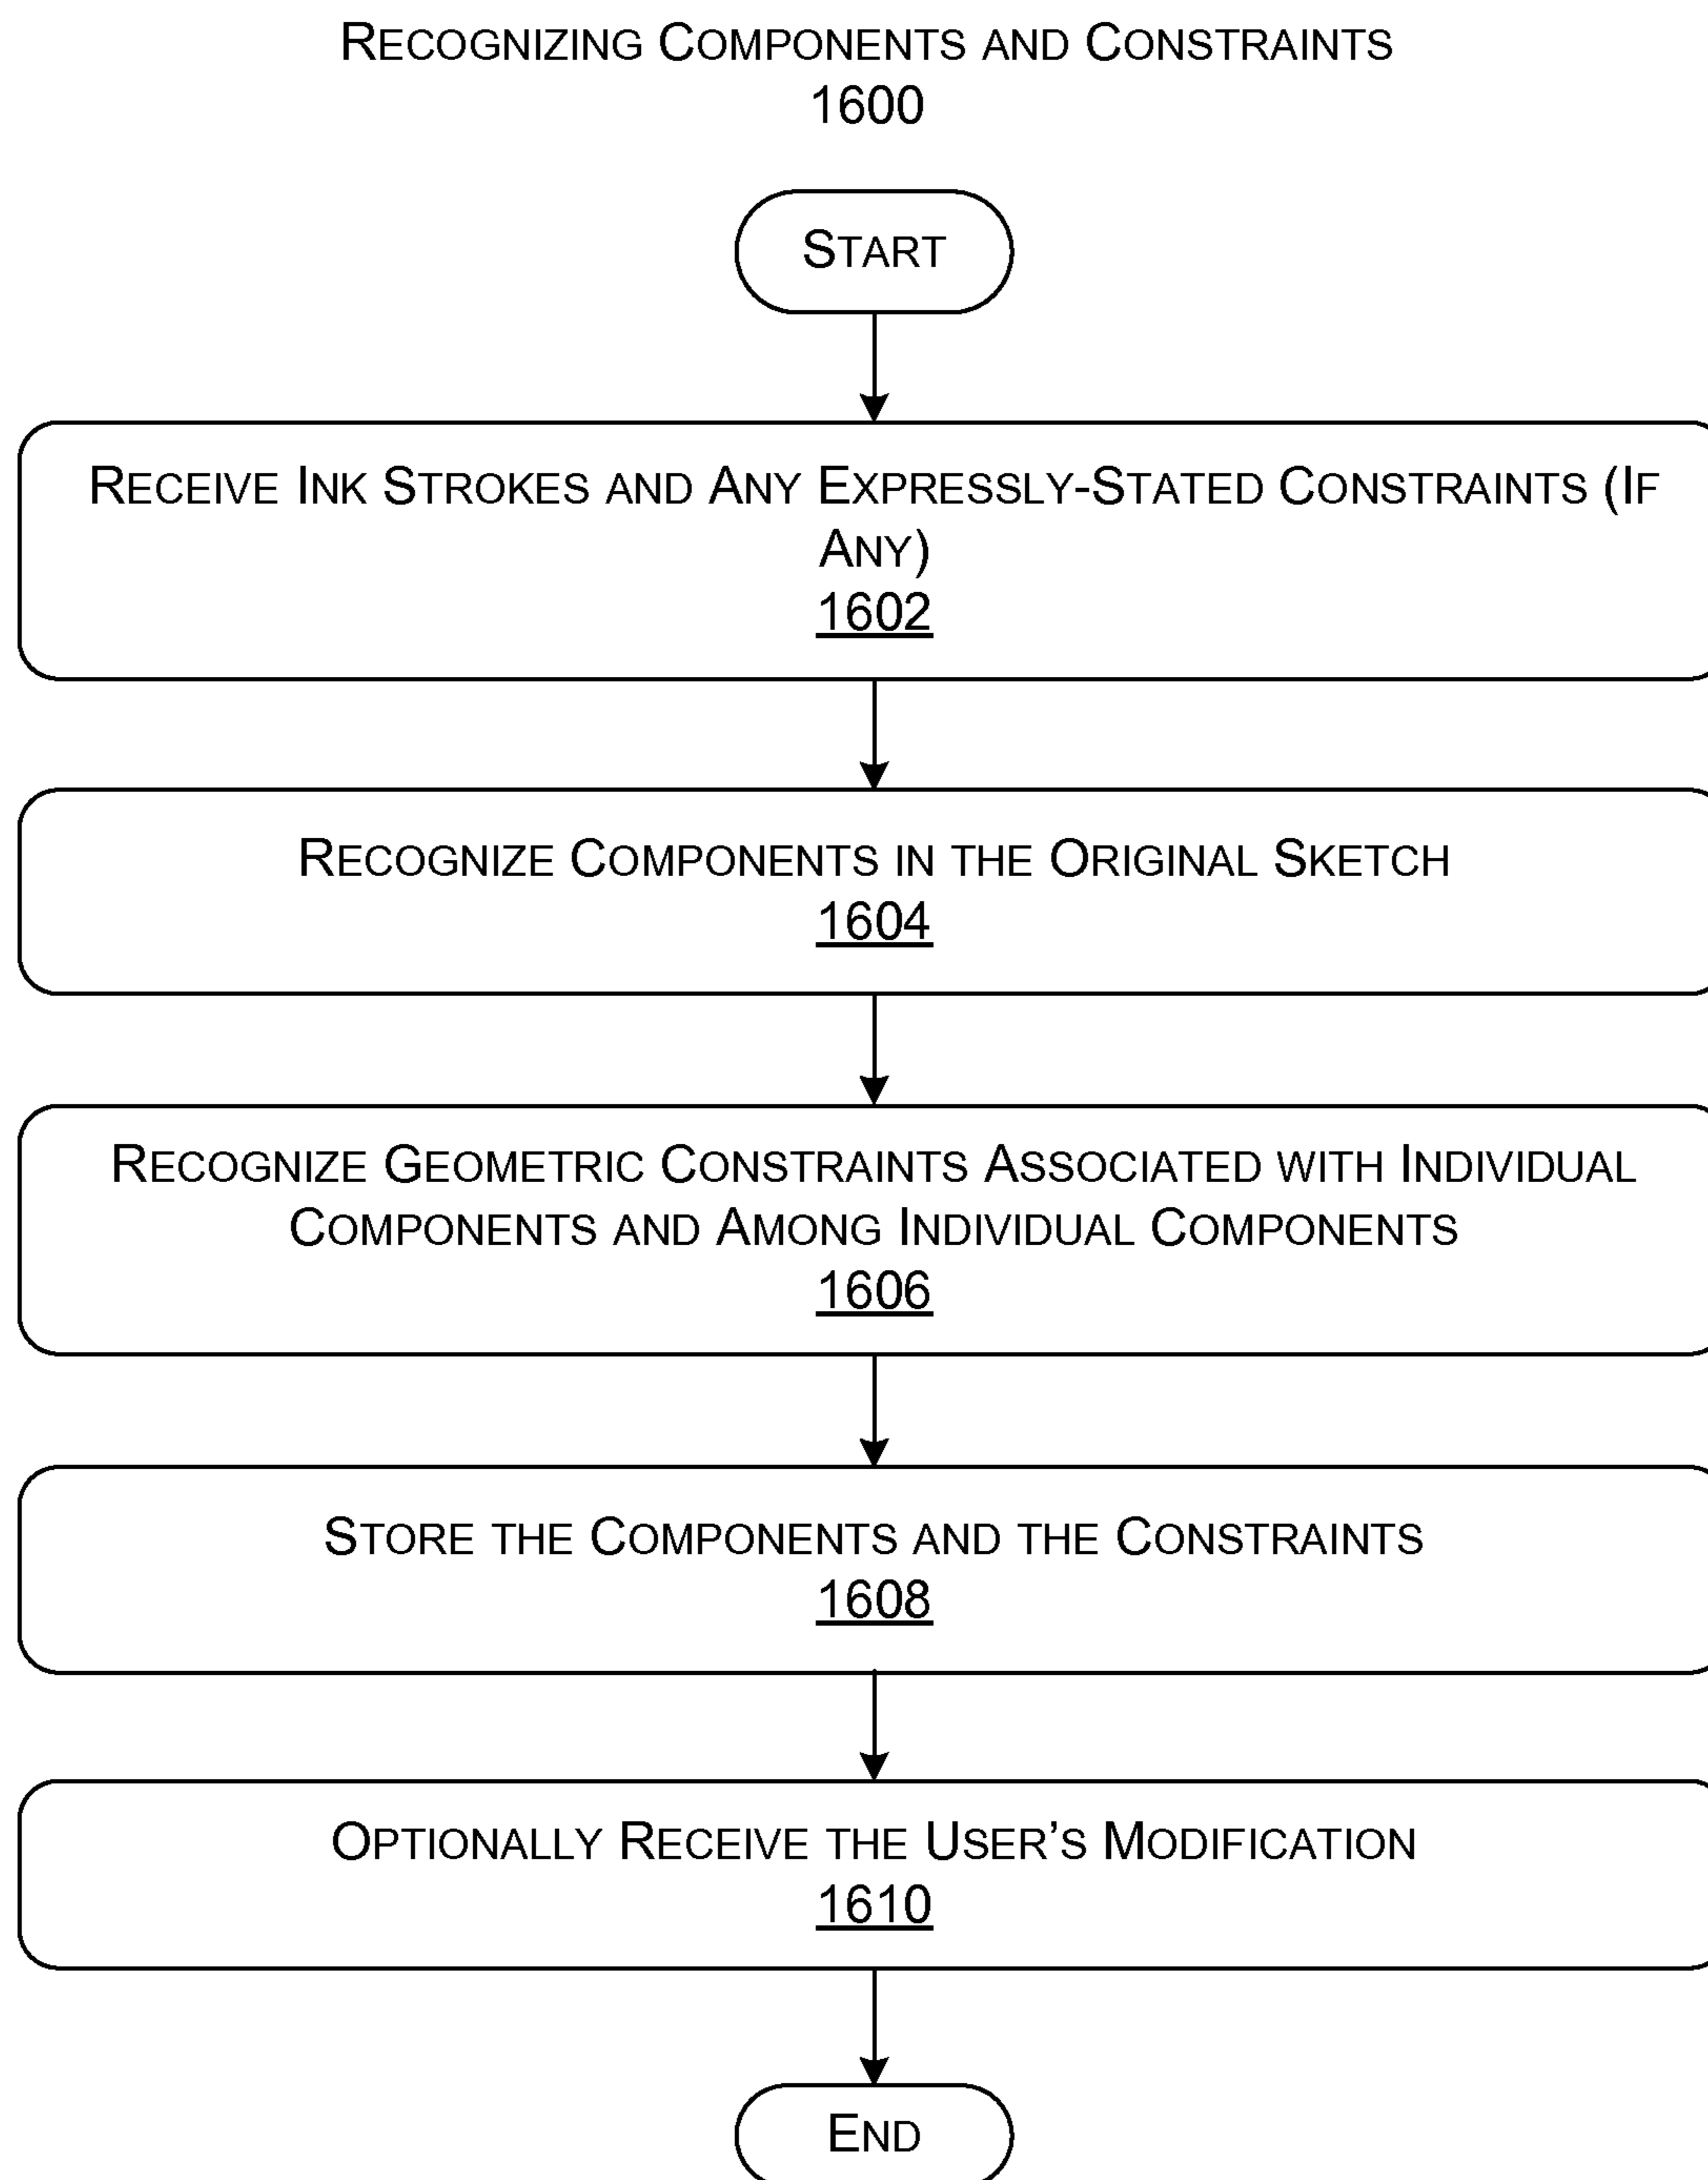 RECOGNIZING COMPONENTS AND CONSTRAINTS
1600
START
RECEIVE INK STROKES AND ANY EXPRESSLY-STATED CONSTRAINTS (IF
ANY)
1602
RECOGNIZE COMPONENTS IN THE ORIGINAL SKETCH
1604
RECOGNIZE GEOMETRIC CONSTRAINTS ASSOCIATED WITH INDIVIDUAL
COMPONENTS AND AMONG INDIVIDUAL COMPONENTS
1606
STORE THE COMPONENTS AND THE CONSTRAINTS
1608
OPTIONALLY RECEIVE THE USER’S MODIFICATION
1610
END